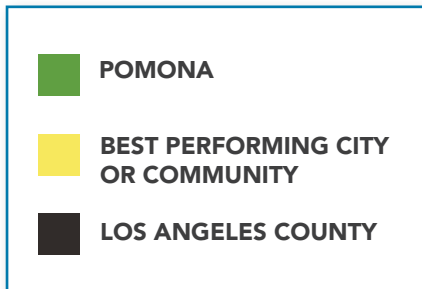 POMONA
BEST PERFORMING CITY
OR COMMUNITY
LOS ANGELES COUNTY